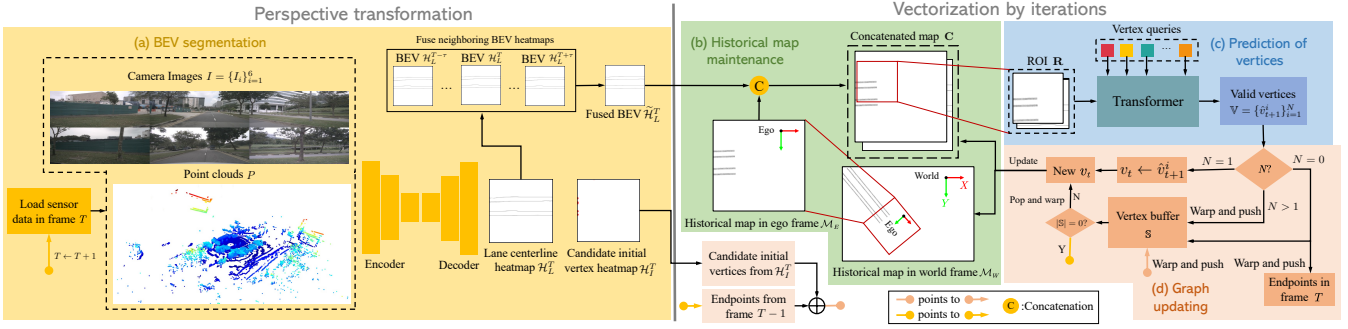 Perspective transformation
Vectorization by iterations
(a) BEV segmentation
Camera Images $I = \{I_i\}_{i=1}^{6}$
Point clouds $P$
Load sensor
data in frame $T$
$T \leftarrow T+1$
Fuse neighboring BEV heatmaps
BEV $\mathcal{H}_L^{T-\tau}$
BEV $\mathcal{H}_L^{T}$
BEV $\mathcal{H}_L^{T+\tau}$
... ...
Fused BEV $\widetilde{\mathcal{H}}_L^{T}$
Encoder
Decoder
Lane centerline
heatmap $\mathcal{H}_L^{T}$
Candidate initial
vertex heatmap $\mathcal{H}_I^{T}$
(b) Historical map
maintenance
C
Concatenated map $\mathbf{C}$
Ego
Historical map in ego frame $\mathcal{M}_E$
World
X
Y
Ego
Historical map in world frame $\mathcal{M}_W$
Candidate initial
vertices from $\mathcal{H}_I^{T}$
Endpoints from
frame $T-1$
points to
points to
C :Concatenation
ROI $\mathbf{R}$
Vertex queries
...
Transformer
(c) Prediction of
vertices
Valid vertices
$\mathbb{V} = \{\hat{v}_{t+1}^{i}\}_{i=1}^{N}$
Update
New $v_t$
$v_t \leftarrow \hat{v}_{t+1}^{i}$
$N=1$
$N$?
$N=0$
$N>1$
Pop and warp
N
$|\mathbb{S}|=0$?
Y
Vertex buffer
$\mathbb{S}$
Warp and push
Warp and push
Warp and push
Endpoints in
frame $T$
(d) Graph
updating